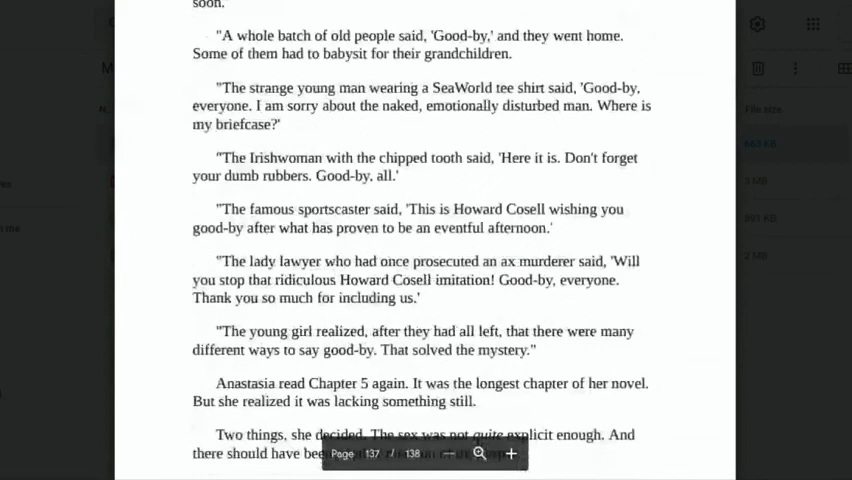 soon."
"A whole batch of old people said, 'Good-by,' and they went home.
Some of them had to babysit for their grandchildren.
"The strange young man wearing a SeaWorld tee shirt said, 'Good-by,
everyone. I am sorry about the naked, emotionally disturbed man. Where is
my briefcase?'
"The Irishwoman with the chipped tooth said, 'Here it is. Don't forget
your dumb rubbers. Good-by, all.'
"The famous sportscaster said, 'This is Howard Cosell wishing you
good-by after what has proven to be an eventful afternoon.'
"The lady lawyer who had once prosecuted an ax murderer said, 'Will
you stop that ridiculous Howard Cosell imitation! Good-by, everyone.
Thank you so much for including us.'
"The young girl realized, after they had all left, that there were many
different ways to say good-by. That solved the mystery."
Anastasia read Chapter 5 again. It was the longest chapter of her novel.
But she realized it was lacking something still.
Two things, she decided. The sex was not quite explicit enough. And
there should have
Page 137 / 138
File size
663 KB
3 MB
2 MB